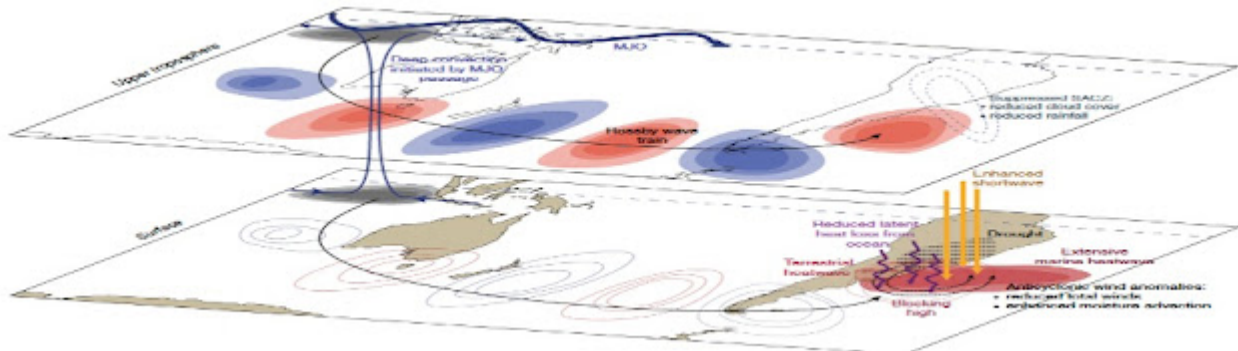 Upper troposphere
MJO
Deep convection
initiated by MJO
passage
Suppressed SACZ:
• reduced cloud cover
• reduced rainfall
Rossby wave
train
Surface
Enhanced
shortwave
Reduced latent
heat loss from
ocean
Drought
Terrestrial
heatwave
Extensive
marine heatwave
Blocking
high
Anticyclonic wind anomalies:
• reduced total winds
• enhanced moisture advection